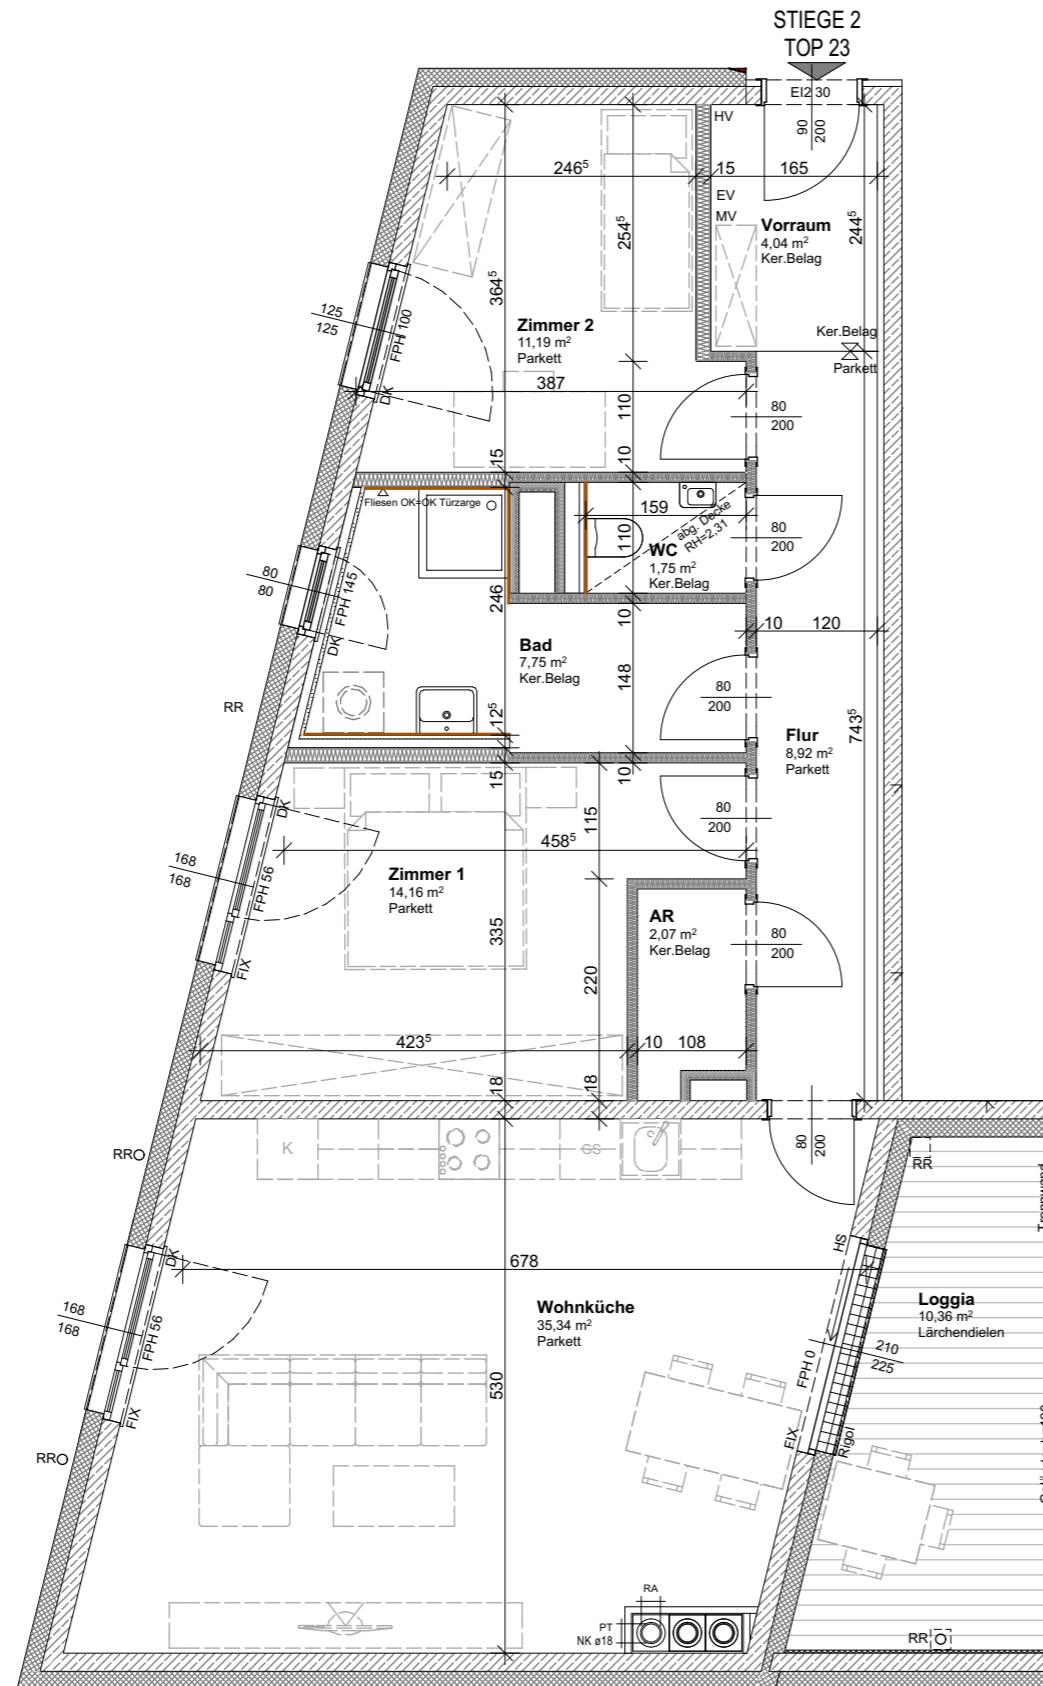 STIEGE 2
TOP 23
EI2 30
90
200
HV
246⁵
15
165
EV
MV
Vorraum
4,04 m²
Ker.Belag
254⁵
244⁵
364⁵
125
125
FPH 100
DK
Zimmer 2
11,19 m²
Parkett
Ker.Belag
Parkett
387
110
80
200
15
10
Fliesen OK=OK Türzarge
159
abg. Decke
RH=2,31
110
WC
1,75 m²
Ker.Belag
80
200
80
80
FPH 145
DK
246
10
10
120
Bad
7,75 m²
Ker.Belag
148
80
200
RR
12⁵
Flur
8,92 m²
Parkett
743⁵
15
10
DK
115
80
200
458⁵
168
168
FPH 56
Zimmer 1
14,16 m²
Parkett
335
AR
2,07 m²
Ker.Belag
80
200
220
FIX
423⁵
10
108
18
18
80
200
RR
K
GS
RR
Trennwand
DK
HS
678
168
168
FPH 56
Wohnküche
35,34 m²
Parkett
Loggia
10,36 m²
Lärchendielen
210
225
FPH 0
530
FIX
FIX
Rigol
RR
RA
PT
NK ø18
RR